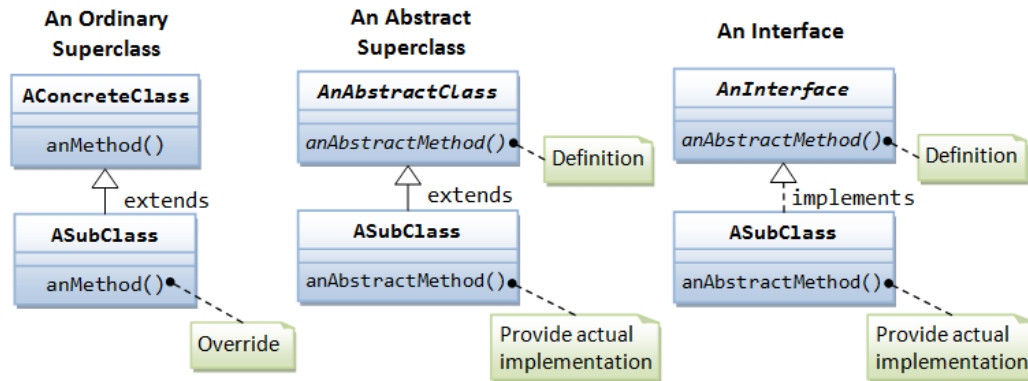 An Ordinary
Superclass
AConcreteClass
anMethod()
extends
ASubClass
anMethod()
Override
An Abstract
Superclass
AnAbstractClass
anAbstractMethod()
Definition
extends
ASubClass
anAbstractMethod()
Provide actual
implementation
An Interface
AnInterface
anAbstractMethod()
Definition
implements
ASubClass
anAbstractMethod()
Provide actual
implementation